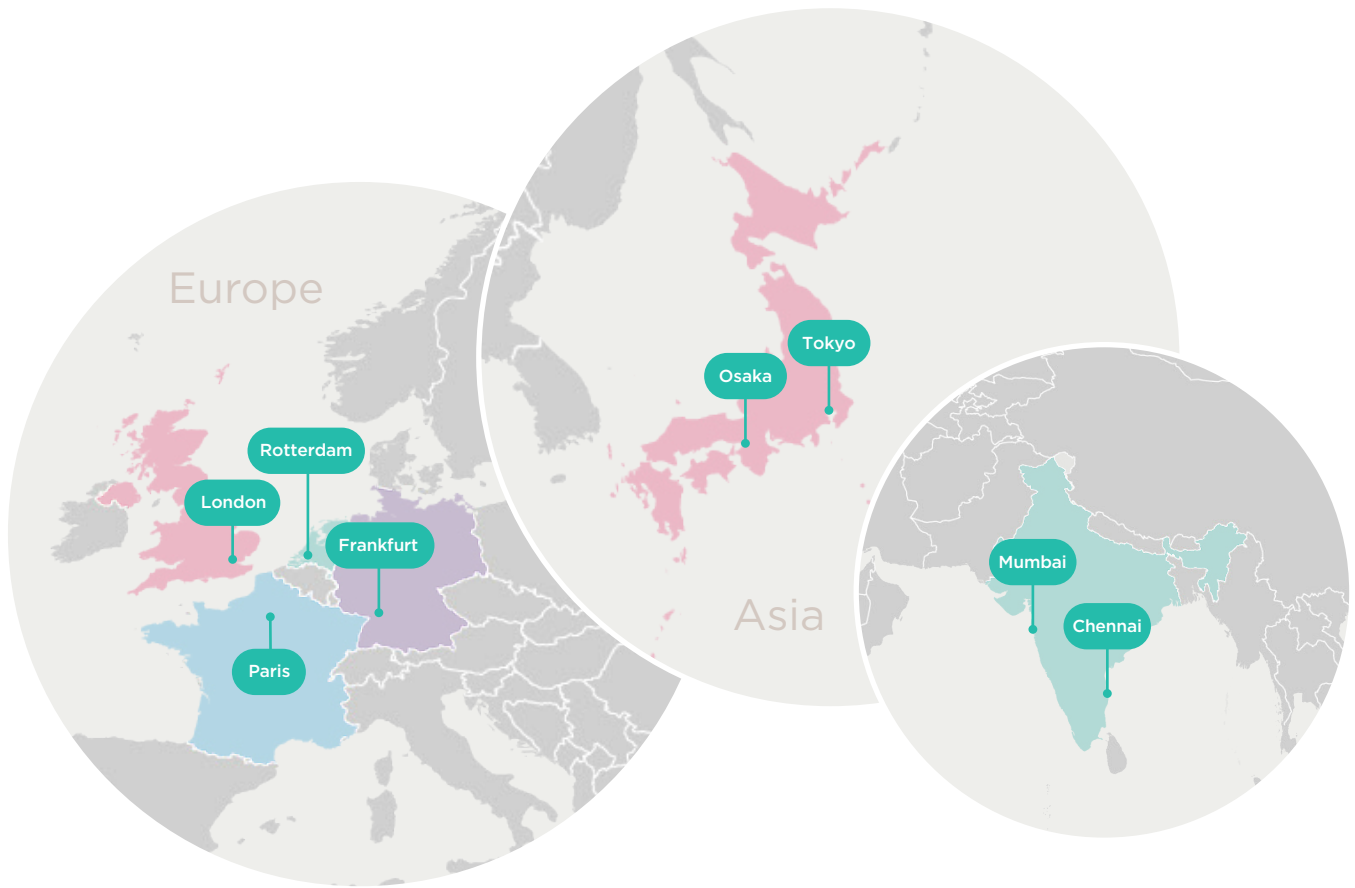 Europe
Rotterdam
London
Frankfurt
Paris
Tokyo
Osaka
Asia
Mumbai
Chennai